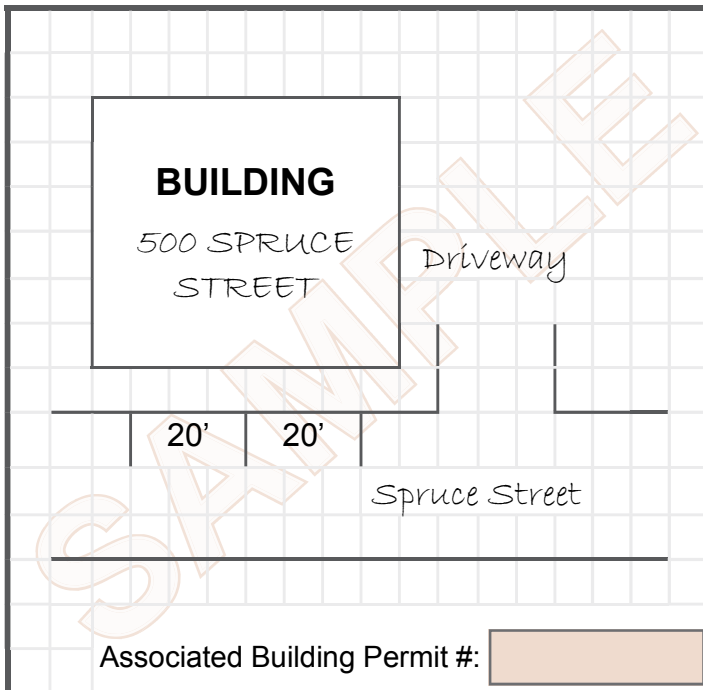 BUILDING
500 SPRUCE
STREET
Driveway
20’ 20’
Spruce Street
Associated Building Permit #:
SAMPLE